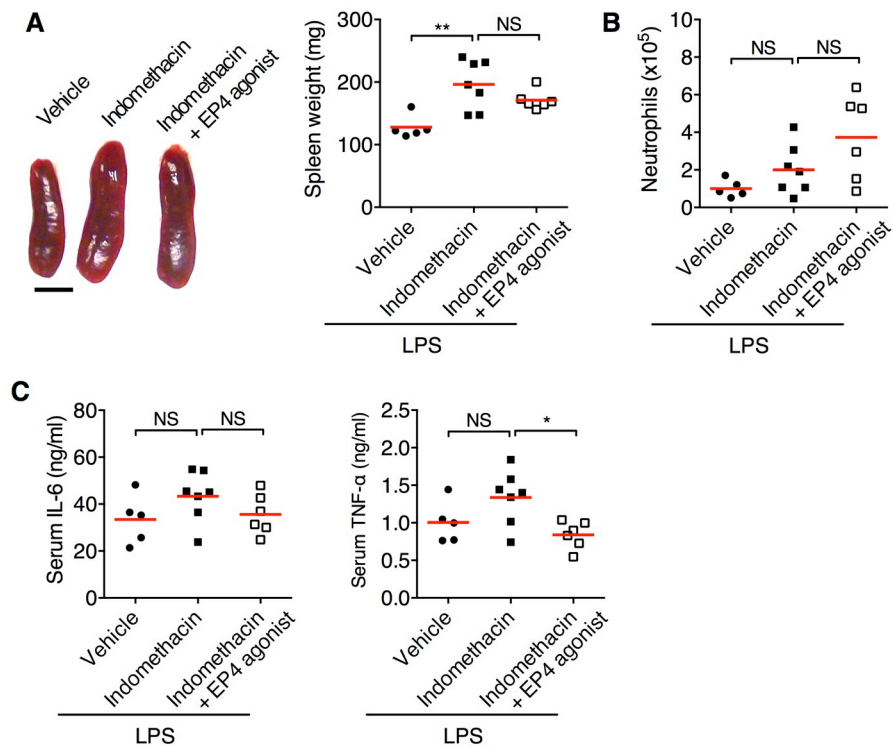 A
Vehicle
Indomethacin
Indomethacin
+ EP4 agonist
Spleen weight (mg)
300
200
100
0
**
NS
Vehicle
Indomethacin
Indomethacin
+ EP4 agonist
LPS
B
Neutrophils (x10⁵)
10
8
6
4
2
0
NS
NS
Vehicle
Indomethacin
Indomethacin
+ EP4 agonist
LPS
C
Serum IL-6 (ng/ml)
80
60
40
20
0
NS
NS
Vehicle
Indomethacin
Indomethacin
+ EP4 agonist
LPS
Serum TNF-α (ng/ml)
2.5
2.0
1.5
1.0
0.5
0.0
NS
*
Vehicle
Indomethacin
Indomethacin
+ EP4 agonist
LPS